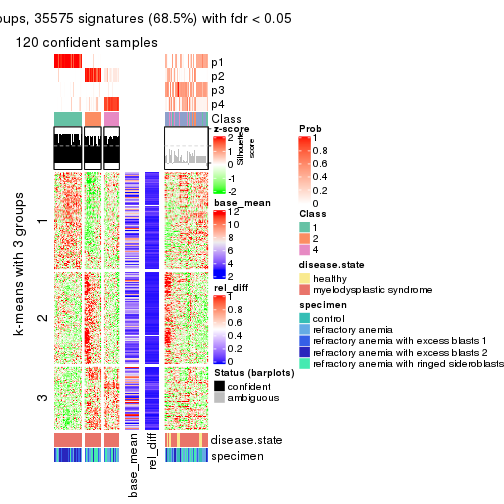 oups, 35575 signatures (68.5%) with fdr < 0.05
120 confident samples
p1
p2
p3
p4
Class
Silhouette
score
k-means with 3 groups
1
2
3
disease.state
specimen
base_mean
rel_diff
z-score
2
1
0
-1
-2
base_mean
12
10
8
6
4
2
rel_diff
1
0.8
0.6
0.4
0.2
0
Status (barplots)
confident
ambiguous
Prob
1
0.8
0.6
0.4
0.2
0
Class
1
2
4
disease.state
healthy
myelodysplastic syndrome
specimen
control
refractory anemia
refractory anemia with excess blasts 1
refractory anemia with excess blasts 2
refractory anemia with ringed sideroblasts